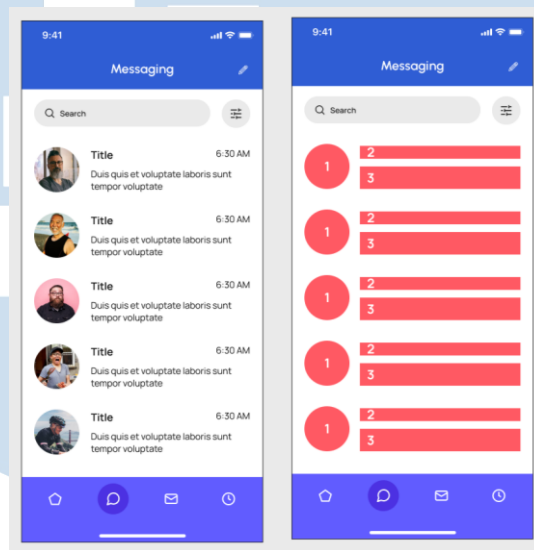 9:41
Messaging
Search
Title 6:30 AM
Duis quis et voluptate laboris sunt
tempor voluptate
Title 6:30 AM
Duis quis et voluptate laboris sunt
tempor voluptate
Title 6:30 AM
Duis quis et voluptate laboris sunt
tempor voluptate
Title 6:30 AM
Duis quis et voluptate laboris sunt
tempor voluptate
Title 6:30 AM
Duis quis et voluptate laboris sunt
tempor voluptate
9:41
Messaging
Search
1
2
3
1
2
3
1
2
3
1
2
3
1
2
3